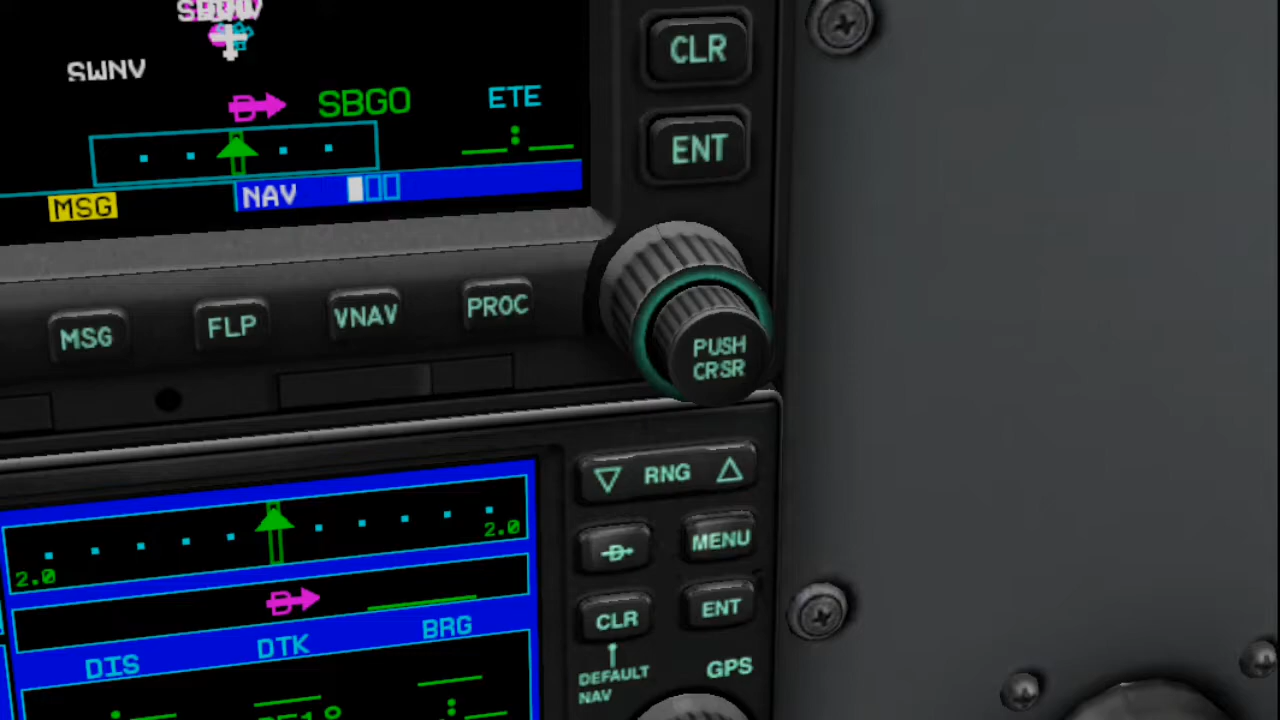 SWNV
SBGO
ETE
MSG
NAV
CLR
ENT
MSG
FLP
VNAV
PROC
PUSH
CRSR
2.0
2.0
DIS
DTK
BRG
RNG
MENU
CLR
ENT
DEFAULT
NAV
GPS